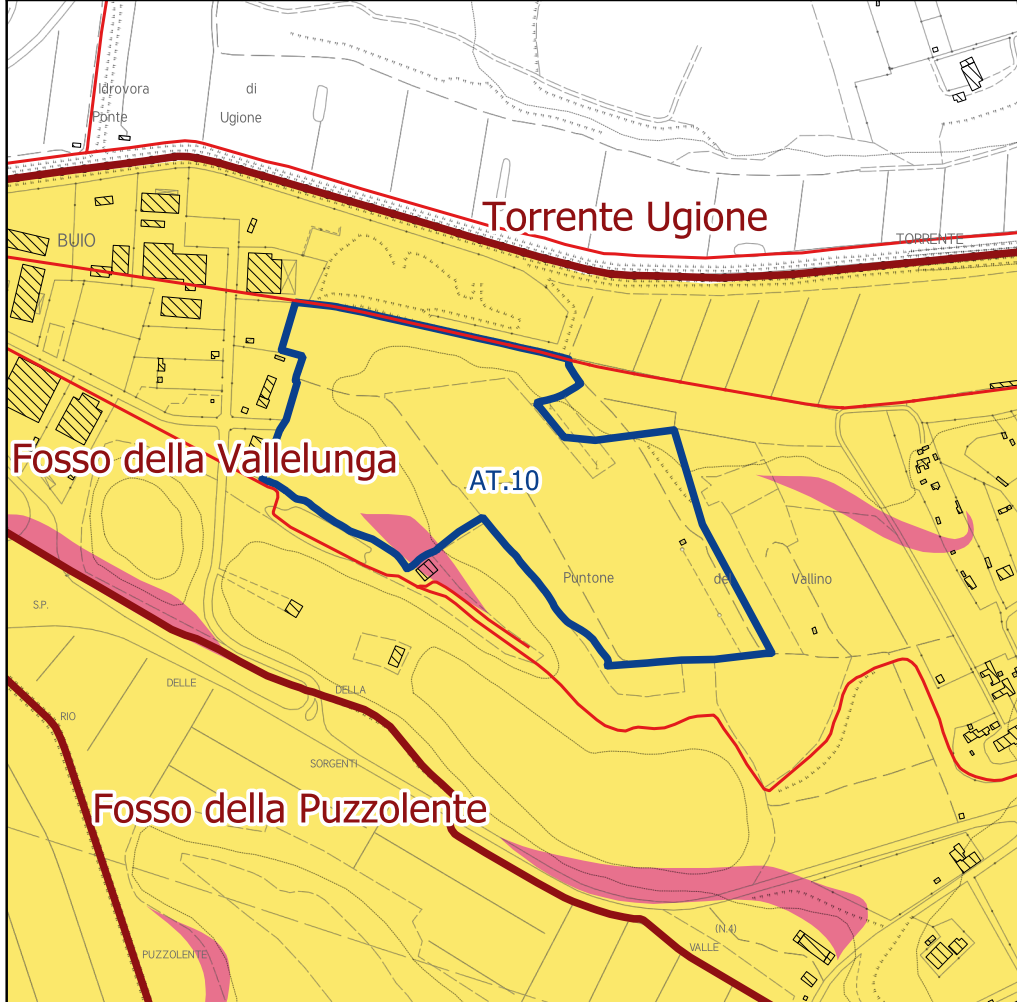 Idrovora di
Ponte Ugione
Torrente Ugione
TORRENTE
BUIO
Fosso della Vallelunga
AT.10
Puntone del Vallino
S.P.
DELLE
DELLA
RIO
SORGENTI
Fosso della Puzzolente
(N.4)
VALLE
PUZZOLENTE